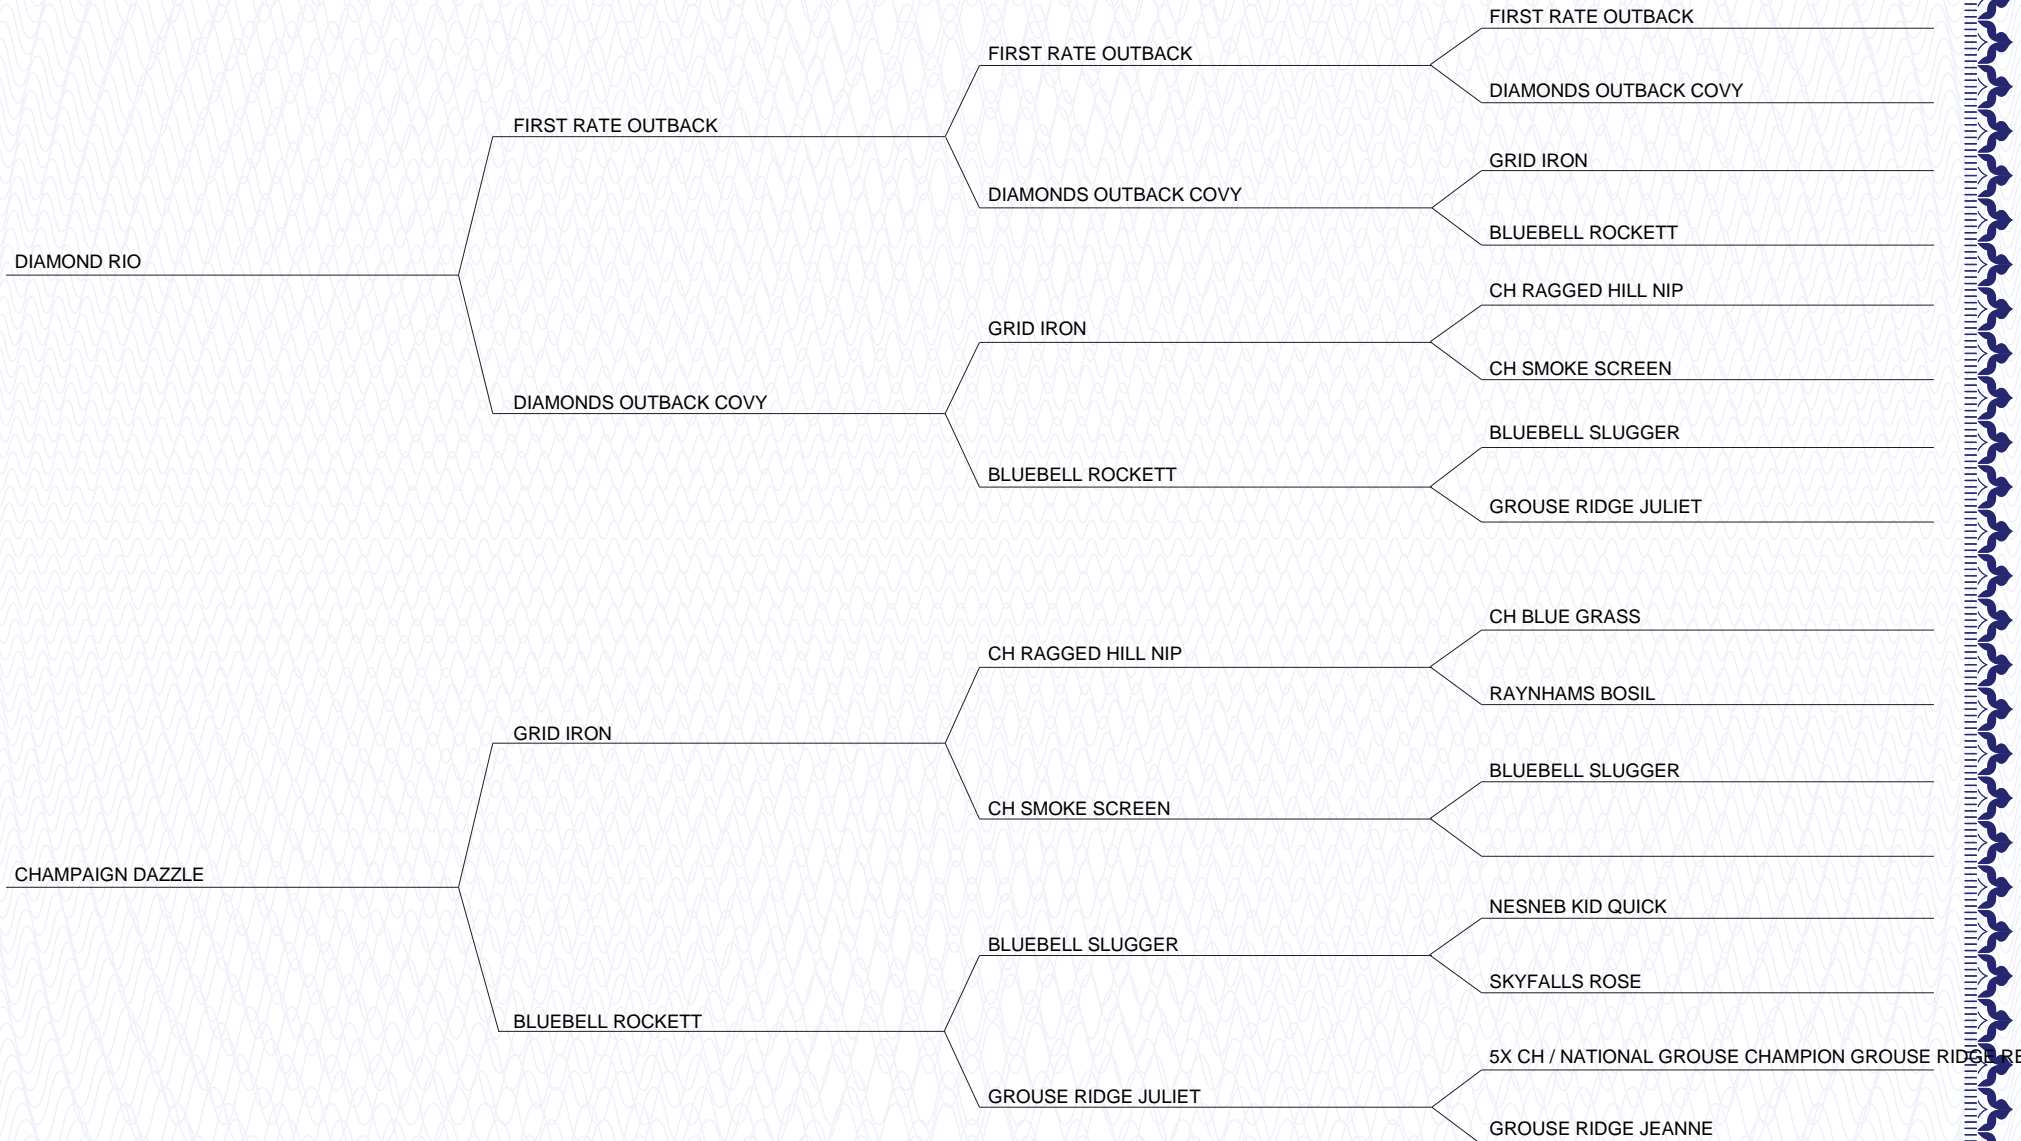 FIRST RATE OUTBACK
FIRST RATE OUTBACK
DIAMONDS OUTBACK COVY
FIRST RATE OUTBACK
GRID IRON
DIAMONDS OUTBACK COVY
BLUEBELL ROCKETT
DIAMOND RIO
CH RAGGED HILL NIP
GRID IRON
CH SMOKE SCREEN
DIAMONDS OUTBACK COVY
BLUEBELL SLUGGER
BLUEBELL ROCKETT
GROUSE RIDGE JULIET
CH BLUE GRASS
CH RAGGED HILL NIP
RAYNHAMS BOSIL
GRID IRON
BLUEBELL SLUGGER
CH SMOKE SCREEN
CHAMPAIGN DAZZLE
NESNEB KID QUICK
BLUEBELL SLUGGER
SKYFALLS ROSE
BLUEBELL ROCKETT
5X CH / NATIONAL GROUSE CHAMPION GROUSE RIDGE
GROUSE RIDGE JULIET
GROUSE RIDGE JEANNE